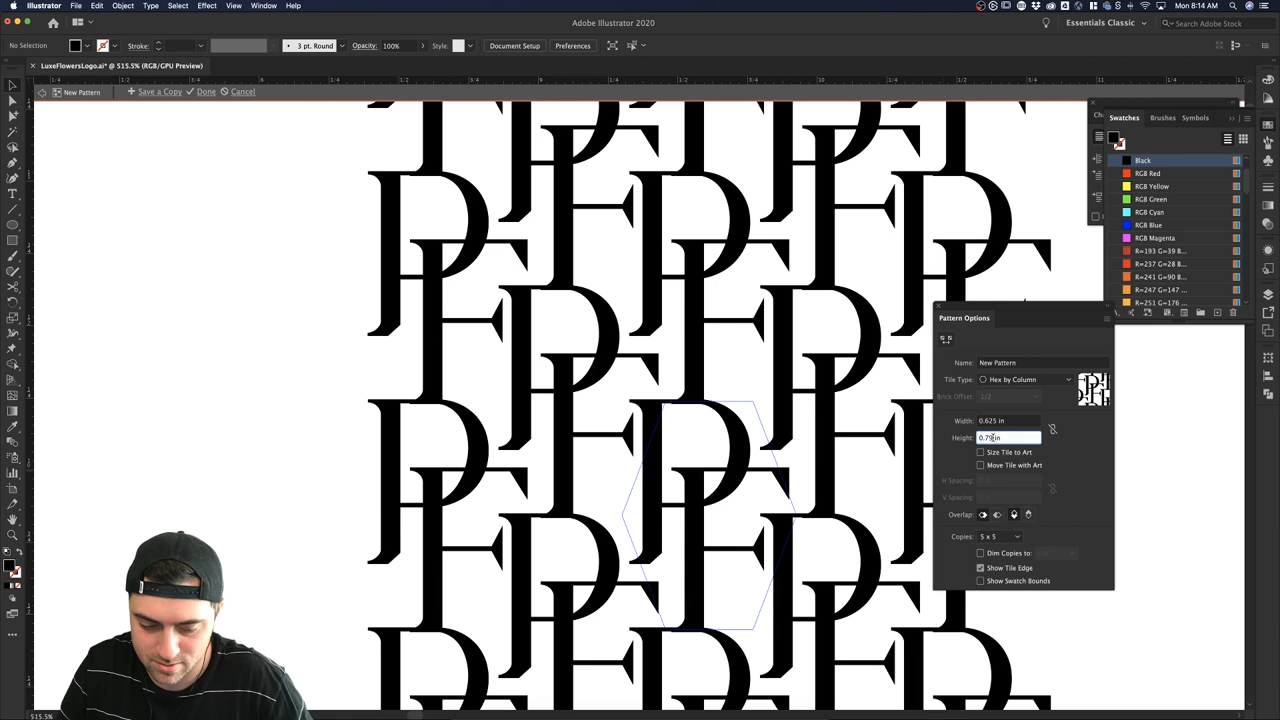 Illustrator File Edit Object Type Select Effect View Window Help
Mon 8:14 AM
Adobe Illustrator 2020
Essentials Classic
Search Adobe Stock
No Selection
Stroke:
3 pt. Round
Opacity: 100%
Style:
Document Setup
Preferences
LuxeFlowersLogo.ai* @ 515.5% (RGB/GPU Preview)
New Pattern
Save a Copy
Done
Cancel
Swatches
Brushes
Symbols
Black
RGB Red
RGB Yellow
RGB Green
RGB Cyan
RGB Blue
RGB Magenta
R=193 G=39 B...
R=237 G=28 B...
R=241 G=90 B...
R=247 G=147 ...
R=251 G=176 ...
Pattern Options
Name: New Pattern
Tile Type: Hex by Column
Brick Offset: 1/2
Width: 0.625 in
Height: 0.79 in
Size Tile to Art
Move Tile with Art
H Spacing:
V Spacing:
Overlap:
Copies: 5 x 5
Dim Copies to:
Show Tile Edge
Show Swatch Bounds
515.5%